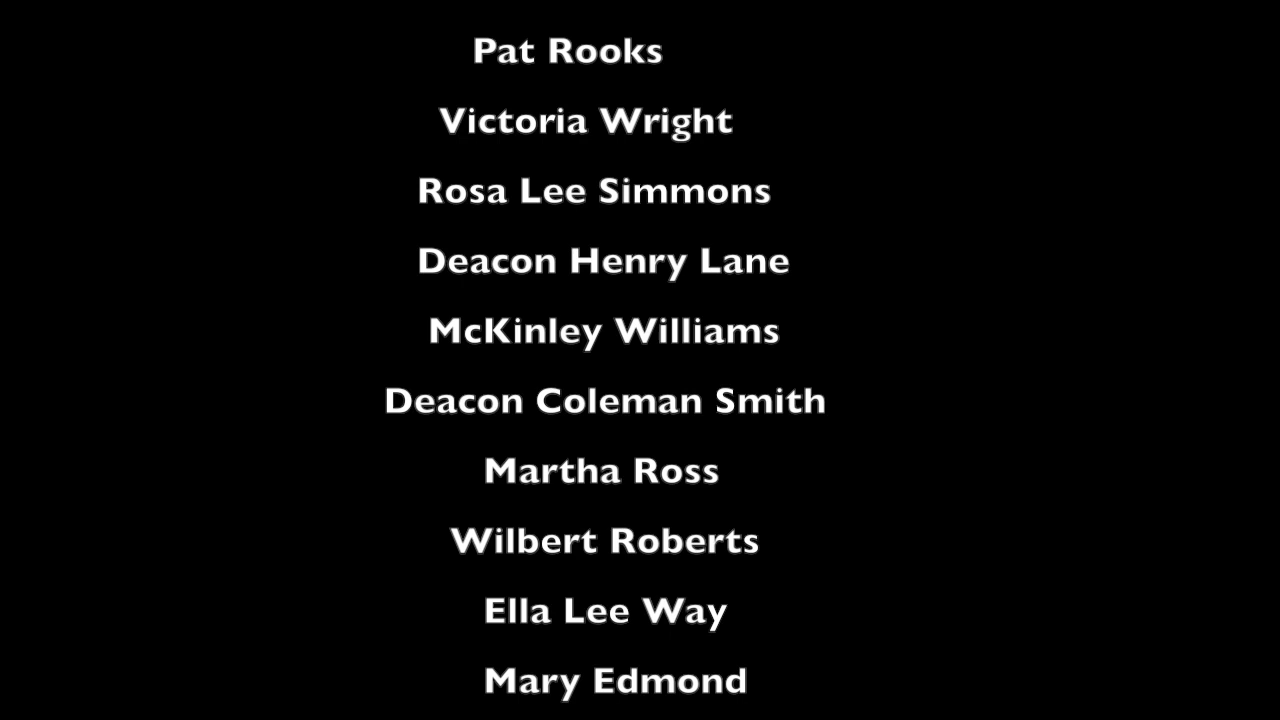 Pat Rooks
Victoria Wright
Rosa Lee Simmons
Deacon Henry Lane
McKinley Williams
Deacon Coleman Smith
Martha Ross
Wilbert Roberts
Ella Lee Way
Mary Edmond